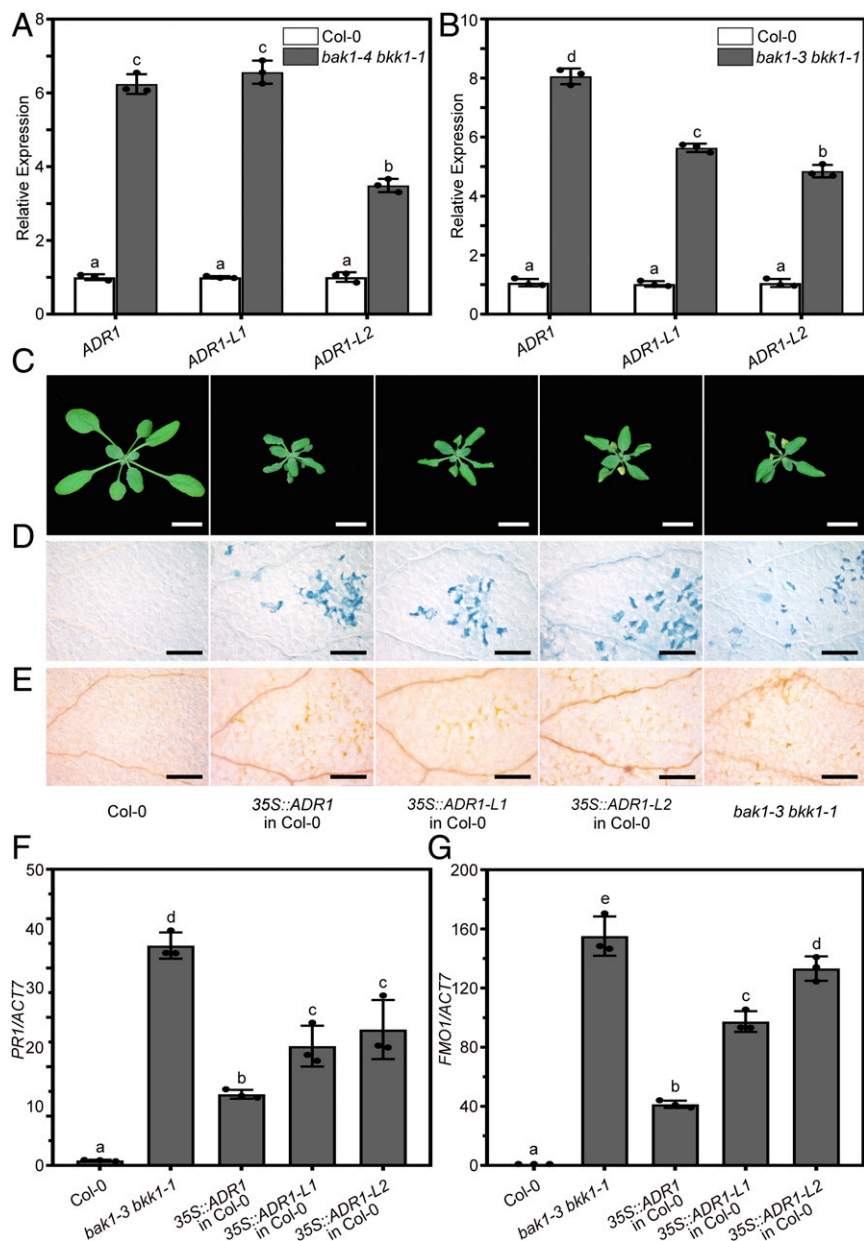 A
Col-0
bak1-4 bkk1-1
Relative Expression
8
6
4
2
0
a
c
a
c
a
b
ADR1
ADR1-L1
ADR1-L2
B
Col-0
bak1-3 bkk1-1
Relative Expression
10
8
6
4
2
0
a
d
a
c
a
b
ADR1
ADR1-L1
ADR1-L2
C
D
E
Col-0
35S::ADR1
in Col-0
35S::ADR1-L1
in Col-0
35S::ADR1-L2
in Col-0
bak1-3 bkk1-1
F
PR1/ACT7
50
40
30
20
10
0
a
d
b
c
c
Col-0
bak1-3 bkk1-1
35S::ADR1
in Col-0
35S::ADR1-L1
in Col-0
35S::ADR1-L2
in Col-0
G
FMO1/ACT7
200
160
120
80
40
0
a
e
b
c
d
Col-0
bak1-3 bkk1-1
35S::ADR1
in Col-0
35S::ADR1-L1
in Col-0
35S::ADR1-L2
in Col-0